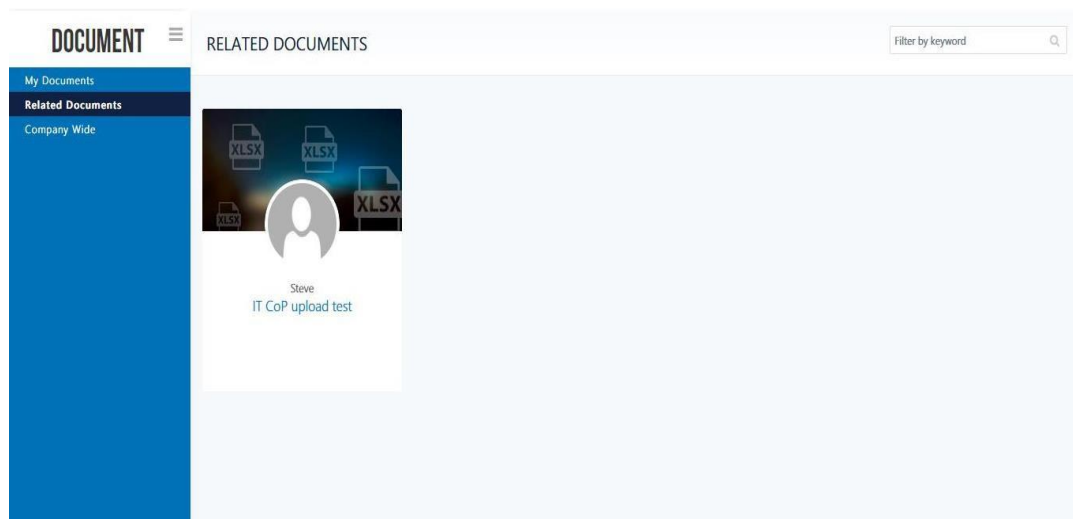 DOCUMENT
RELATED DOCUMENTS
Filter by keyword
My Documents
Related Documents
Company Wide
XLSX
XLSX
XLSX
XLSX
Steve
IT CoP upload test